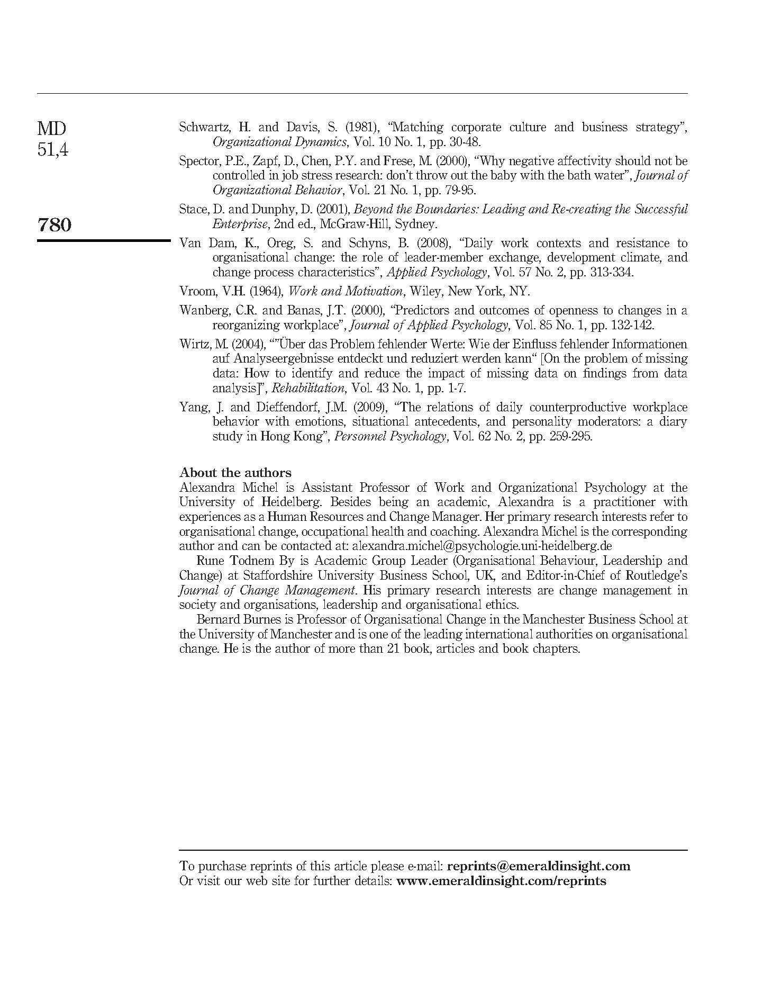 MD
51,4
780
Schwartz, H. and Davis, S. (1981), “Matching corporate culture and business strategy”,
Organizational Dynamics, Vol. 10 No. 1, pp. 30-48.
Spector, P.E., Zapf, D., Chen, P.Y. and Frese, M. (2000), “Why negative affectivity should not be
controlled in job stress research: don’t throw out the baby with the bath water”, Journal of
Organizational Behavior, Vol. 21 No. 1, pp. 79-95.
Stace, D. and Dunphy, D. (2001), Beyond the Boundaries: Leading and Re-creating the Successful
Enterprise, 2nd ed., McGraw-Hill, Sydney.
Van Dam, K., Oreg, S. and Schyns, B. (2008), “Daily work contexts and resistance to
organisational change: the role of leader-member exchange, development climate, and
change process characteristics”, Applied Psychology, Vol. 57 No. 2, pp. 313-334.
Vroom, V.H. (1964), Work and Motivation, Wiley, New York, NY.
Wanberg, C.R. and Banas, J.T. (2000), “Predictors and outcomes of openness to changes in a
reorganizing workplace”, Journal of Applied Psychology, Vol. 85 No. 1, pp. 132-142.
Wirtz, M. (2004), “”Über das Problem fehlender Werte: Wie der Einfluss fehlender Informationen
auf Analyseergebnisse entdeckt und reduziert werden kann“ [On the problem of missing
data: How to identify and reduce the impact of missing data on findings from data
analysis]”, Rehabilitation, Vol. 43 No. 1, pp. 1-7.
Yang, J. and Dieffendorf, J.M. (2009), “The relations of daily counterproductive workplace
behavior with emotions, situational antecedents, and personality moderators: a diary
study in Hong Kong”, Personnel Psychology, Vol. 62 No. 2, pp. 259-295.
About the authors
Alexandra Michel is Assistant Professor of Work and Organizational Psychology at the
University of Heidelberg. Besides being an academic, Alexandra is a practitioner with
experiences as a Human Resources and Change Manager. Her primary research interests refer to
organisational change, occupational health and coaching. Alexandra Michel is the corresponding
author and can be contacted at: alexandra.michel@psychologie.uni-heidelberg.de
Rune Todnem By is Academic Group Leader (Organisational Behaviour, Leadership and
Change) at Staffordshire University Business School, UK, and Editor-in-Chief of Routledge’s
Journal of Change Management. His primary research interests are change management in
society and organisations, leadership and organisational ethics.
Bernard Burnes is Professor of Organisational Change in the Manchester Business School at
the University of Manchester and is one of the leading international authorities on organisational
change. He is the author of more than 21 book, articles and book chapters.
To purchase reprints of this article please e-mail: reprints@emeraldinsight.com
Or visit our web site for further details: www.emeraldinsight.com/reprints